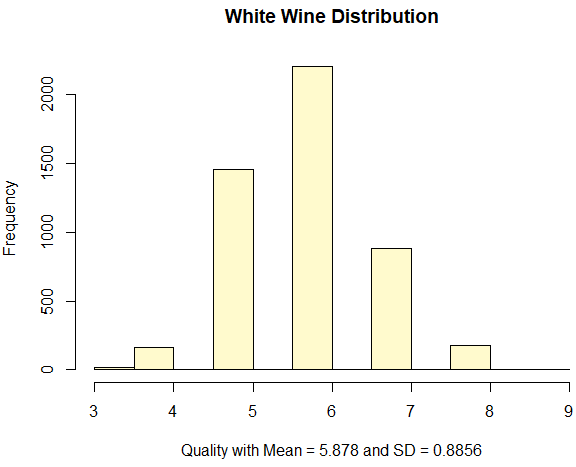 White Wine Distribution
Frequency
2000
1500
1000
500
0
3 4 5 6 7 8 9
Quality with Mean = 5.878 and SD = 0.8856